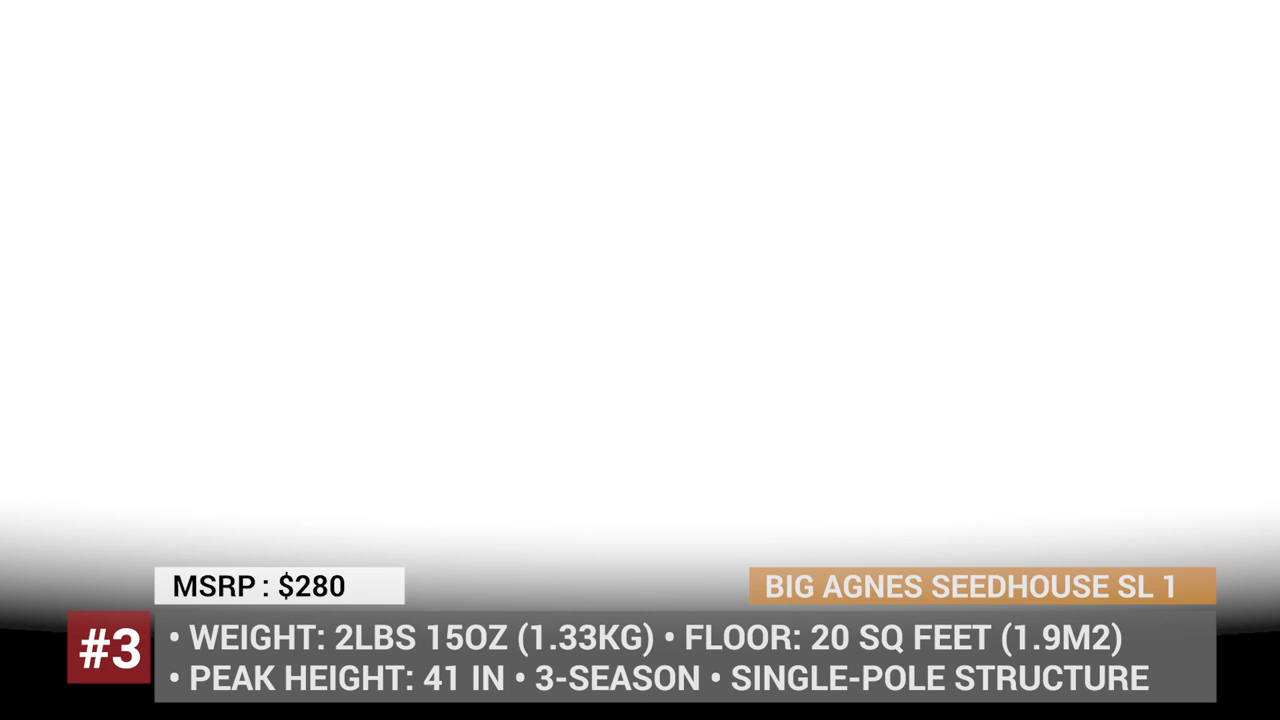 MSRP : $280
BIG AGNES SEEDHOUSE SL 1
#3
• WEIGHT: 2LBS 15OZ (1.33KG) • FLOOR: 20 SQ FEET (1.9M2)
• PEAK HEIGHT: 41 IN • 3-SEASON • SINGLE-POLE STRUCTURE